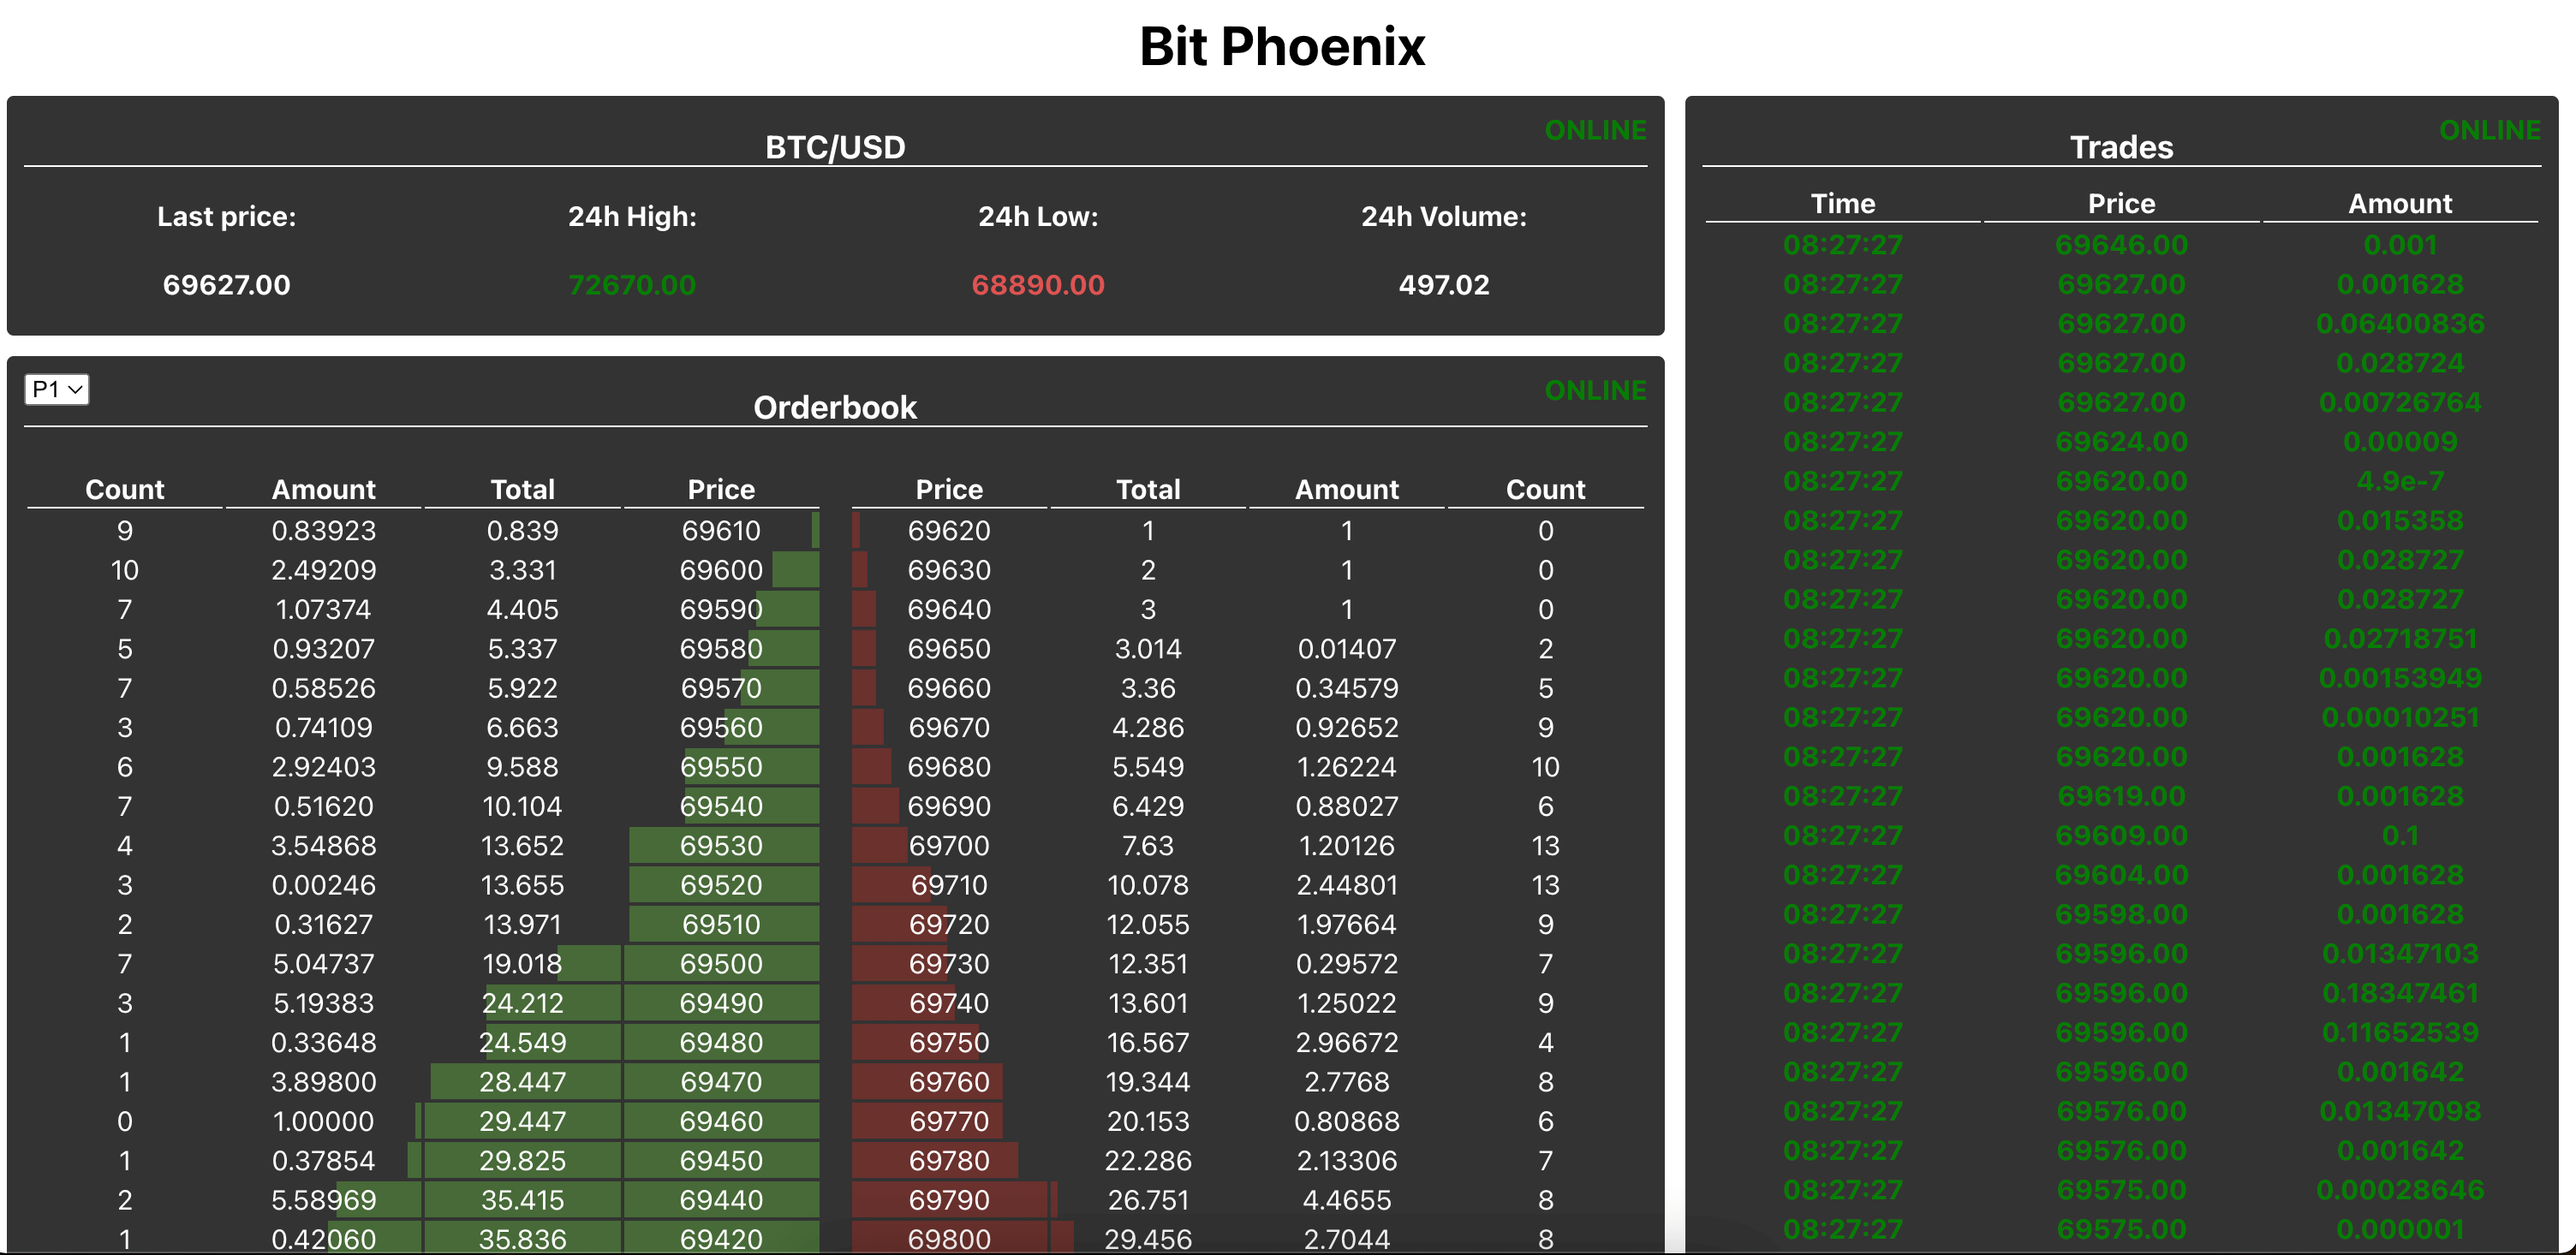 Bit Phoenix
ONLINE
BTC/USD
Last price: 24h High: 24h Low: 24h Volume:
69627.00 72670.00 68890.00 497.02
P1
ONLINE
Orderbook
Count Amount Total Price Price Total Amount Count
9 0.83923 0.839 69610 69620 1 1 0
10 2.49209 3.331 69600 69630 2 1 0
7 1.07374 4.405 69590 69640 3 1 0
5 0.93207 5.337 69580 69650 3.014 0.01407 2
7 0.58526 5.922 69570 69660 3.36 0.34579 5
3 0.74109 6.663 69560 69670 4.286 0.92652 9
6 2.92403 9.588 69550 69680 5.549 1.26224 10
7 0.51620 10.104 69540 69690 6.429 0.88027 6
4 3.54868 13.652 69530 69700 7.63 1.20126 13
3 0.00246 13.655 69520 69710 10.078 2.44801 13
2 0.31627 13.971 69510 69720 12.055 1.97664 9
7 5.04737 19.018 69500 69730 12.351 0.29572 7
3 5.19383 24.212 69490 69740 13.601 1.25022 9
1 0.33648 24.549 69480 69750 16.567 2.96672 4
1 3.89800 28.447 69470 69760 19.344 2.7768 8
0 1.00000 29.447 69460 69770 20.153 0.80868 6
1 0.37854 29.825 69450 69780 22.286 2.13306 7
2 5.58969 35.415 69440 69790 26.751 4.4655 8
1 0.42060 35.836 69420 69800 29.456 2.7044 8
ONLINE
Trades
Time Price Amount
08:27:27 69646.00 0.001
08:27:27 69627.00 0.001628
08:27:27 69627.00 0.06400836
08:27:27 69627.00 0.028724
08:27:27 69627.00 0.00726764
08:27:27 69624.00 0.00009
08:27:27 69620.00 4.9e-7
08:27:27 69620.00 0.015358
08:27:27 69620.00 0.028727
08:27:27 69620.00 0.028727
08:27:27 69620.00 0.02718751
08:27:27 69620.00 0.00153949
08:27:27 69620.00 0.00010251
08:27:27 69620.00 0.001628
08:27:27 69619.00 0.001628
08:27:27 69609.00 0.1
08:27:27 69604.00 0.001628
08:27:27 69598.00 0.001628
08:27:27 69596.00 0.01347103
08:27:27 69596.00 0.18347461
08:27:27 69596.00 0.11652539
08:27:27 69596.00 0.001642
08:27:27 69576.00 0.01347098
08:27:27 69576.00 0.001642
08:27:27 69575.00 0.00028646
08:27:27 69575.00 0.000001